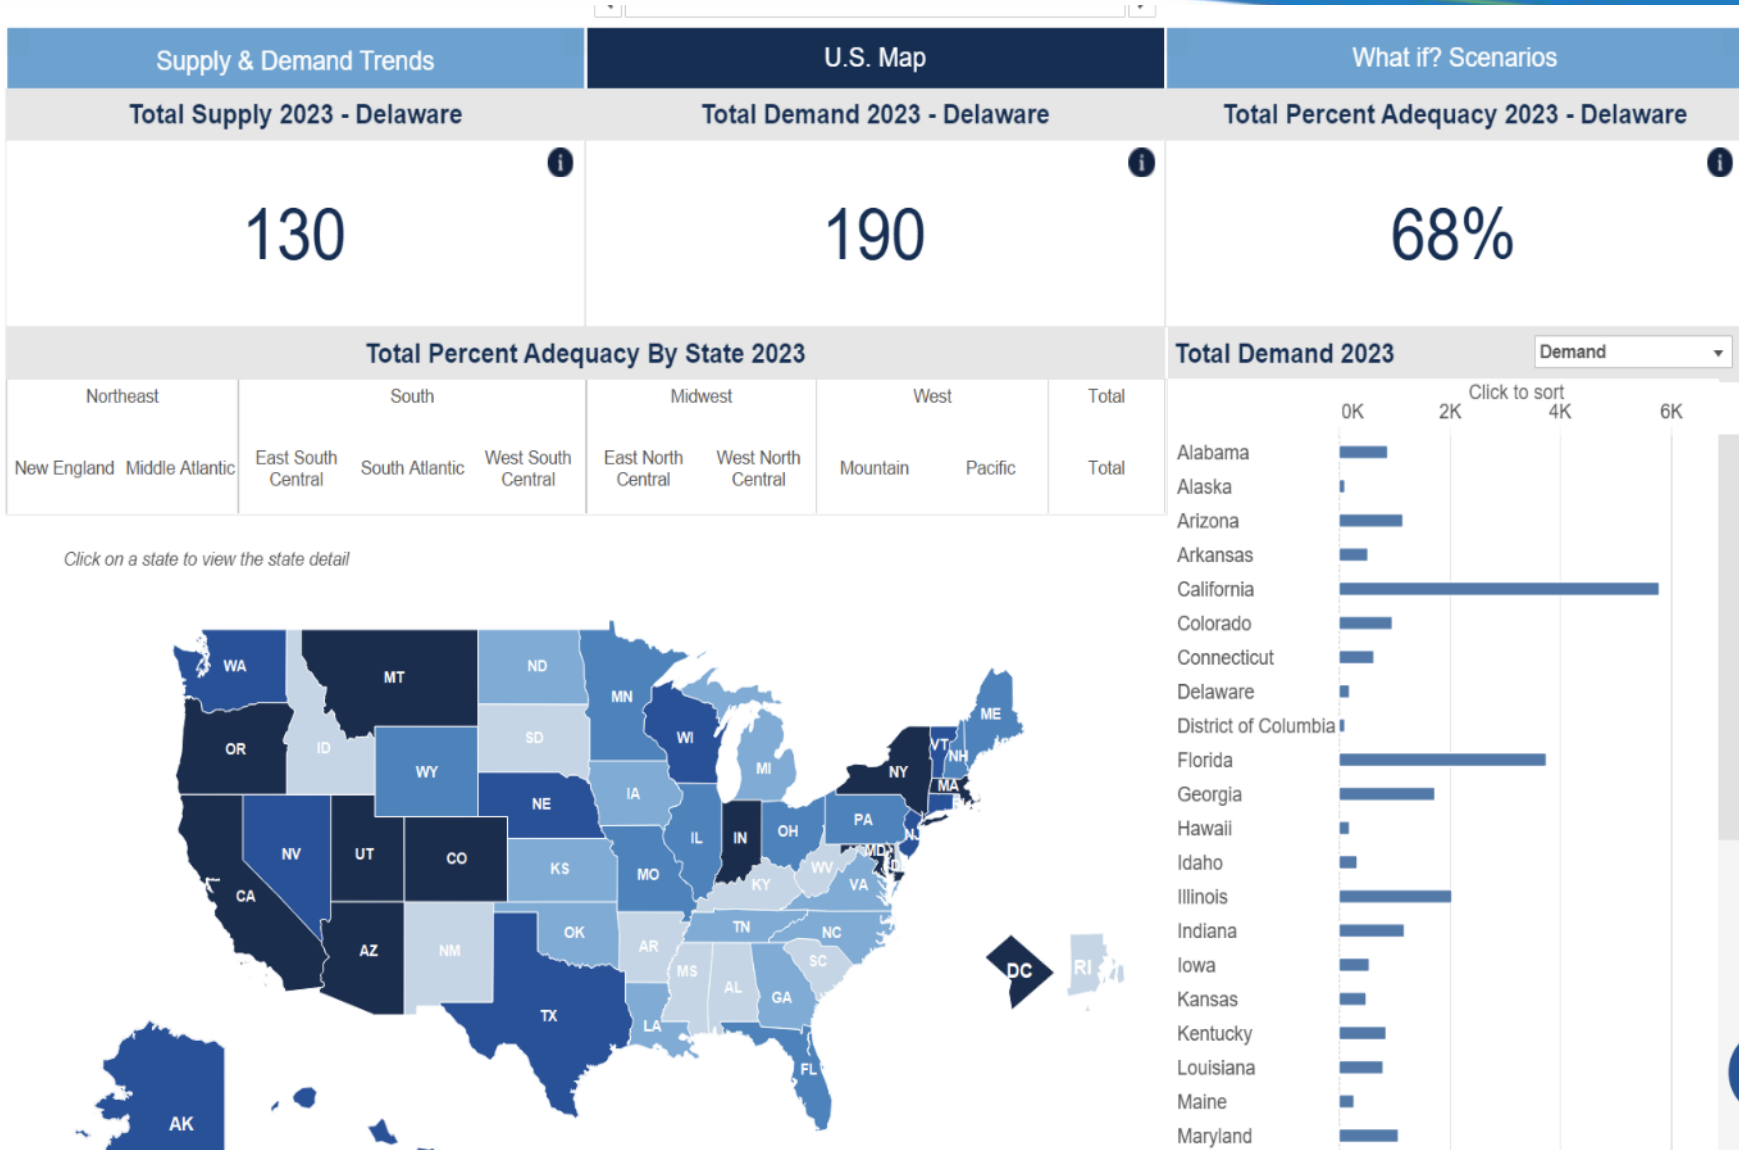 Supply & Demand Trends
U.S. Map
What if? Scenarios
Total Supply 2023 - Delaware
Total Demand 2023 - Delaware
Total Percent Adequacy 2023 - Delaware
i
i
i
130
190
68%
Total Percent Adequacy By State 2023
Total Demand 2023
Demand
Northeast
South
Midwest
West
Total
New England
Middle Atlantic
East South
Central
South Atlantic
West South
Central
East North
Central
West North
Central
Mountain
Pacific
Total
Click to sort
0K
2K
4K
6K
Click on a state to view the state detail
Alabama
Alaska
Arizona
Arkansas
California
Colorado
Connecticut
Delaware
District of Columbia
Florida
Georgia
Hawaii
Idaho
Illinois
Indiana
Iowa
Kansas
Kentucky
Louisiana
Maine
Maryland
WA
MT
ND
MN
ME
OR
ID
SD
WI
VT
NH
WY
MI
NY
MA
NE
IA
PA
NJ
NV
UT
CO
IL
IN
OH
MD
KS
MO
KY
WV
VA
CA
AZ
NM
OK
AR
TN
NC
MS
AL
GA
SC
DC
RI
TX
LA
FL
AK